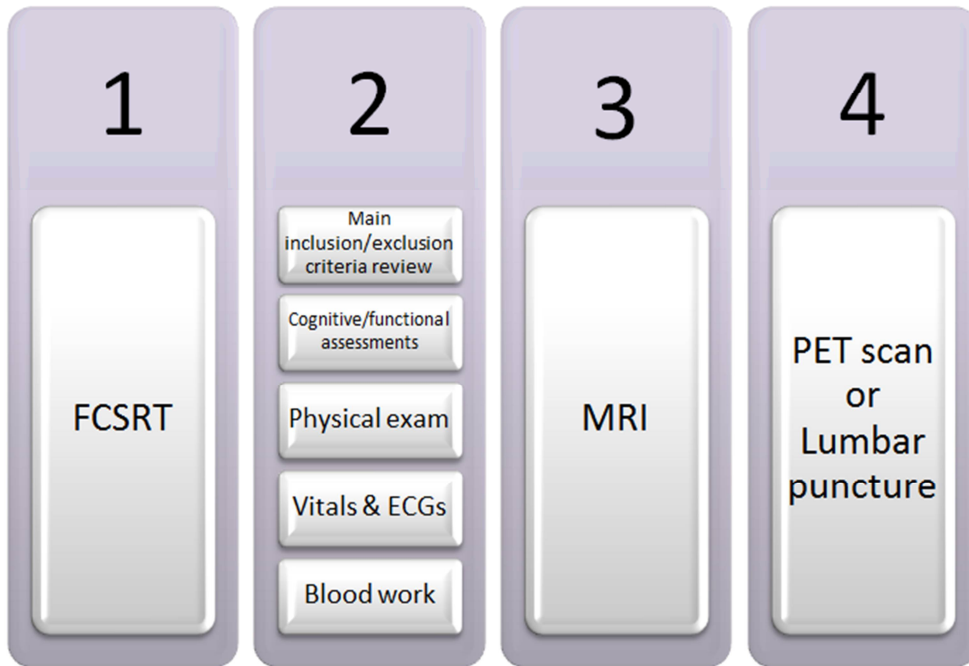 1
FCSRT
2
Main
inclusion/exclusion
criteria review
Cognitive/functional
assessments
Physical exam
Vitals & ECGs
Blood work
3
MRI
4
PET scan
or
Lumbar
puncture